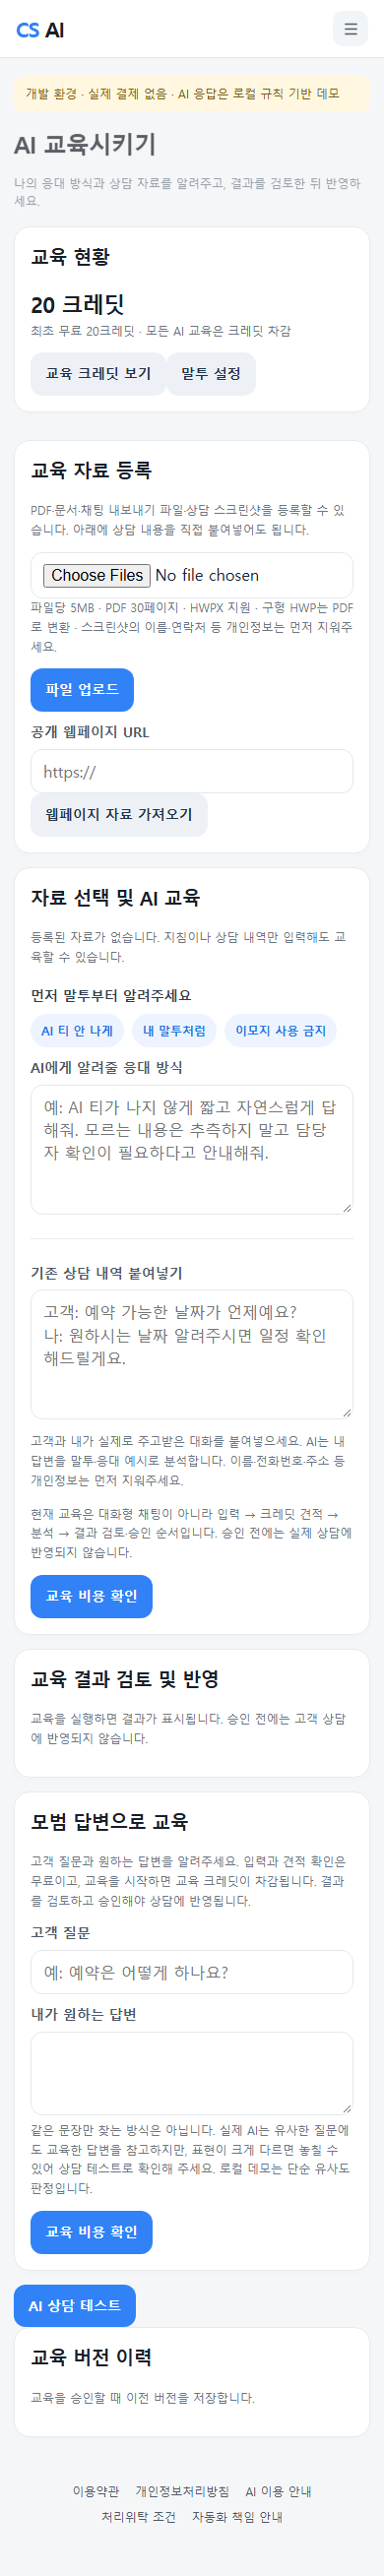 CS AI
☰
개발 환경 · 실제 결제 없음 · AI 응답은 로컬 규칙 기반 데모
AI 교육시키기
나의 응대 방식과 상담 자료를 알려주고, 결과를 검토한 뒤 반영하
세요.
교육 현황
20 크레딧
최초 무료 20크레딧 · 모든 AI 교육은 크레딧 차감
교육 크레딧 보기 말투 설정
교육 자료 등록
PDF·문서·채팅 내보내기 파일·상담 스크린샷을 등록할 수 있
습니다. 아래에 상담 내용을 직접 붙여넣어도 됩니다.
Choose Files No file chosen
파일당 5MB · PDF 30페이지 · HWPX 지원 · 구형 HWP는 PDF
로 변환 · 스크린샷의 이름·연락처 등 개인정보는 먼저 지워주
세요.
파일 업로드
공개 웹페이지 URL
https://
웹페이지 자료 가져오기
자료 선택 및 AI 교육
등록된 자료가 없습니다. 지침이나 상담 내역만 입력해도 교
육할 수 있습니다.
먼저 말투부터 알려주세요
AI 티 안 나게 내 말투처럼 이모지 사용 금지
AI에게 알려줄 응대 방식
예: AI 티가 나지 않게 짧고 자연스럽게 답
해줘. 모르는 내용은 추측하지 말고 담당
자 확인이 필요하다고 안내해줘.
기존 상담 내역 붙여넣기
고객: 예약 가능한 날짜가 언제예요?
나: 원하시는 날짜 알려주시면 일정 확인
해드릴게요.
고객과 내가 실제로 주고받은 대화를 붙여넣으세요. AI는 내
답변을 말투·응대 예시로 분석합니다. 이름·전화번호·주소 등
개인정보는 먼저 지워주세요.
현재 교육은 대화형 채팅이 아니라 입력 → 크레딧 견적 →
분석 → 결과 검토·승인 순서입니다. 승인 전에는 실제 상담에
반영되지 않습니다.
교육 비용 확인
교육 결과 검토 및 반영
교육을 실행하면 결과가 표시됩니다. 승인 전에는 고객 상담
에 반영되지 않습니다.
모범 답변으로 교육
고객 질문과 원하는 답변을 알려주세요. 입력과 견적 확인은
무료이고, 교육을 시작하면 교육 크레딧이 차감됩니다. 결과
를 검토하고 승인해야 상담에 반영됩니다.
고객 질문
예: 예약은 어떻게 하나요?
내가 원하는 답변
같은 문장만 찾는 방식은 아닙니다. 실제 AI는 유사한 질문에
도 교육한 답변을 참고하지만, 표현이 크게 다르면 놓칠 수
있어 상담 테스트로 확인해 주세요. 로컬 데모는 단순 유사도
판정입니다.
교육 비용 확인
AI 상담 테스트
교육 버전 이력
교육을 승인할 때 이전 버전을 저장합니다.
이용약관 개인정보처리방침 AI 이용 안내
처리위탁 조건 자동화 책임 안내